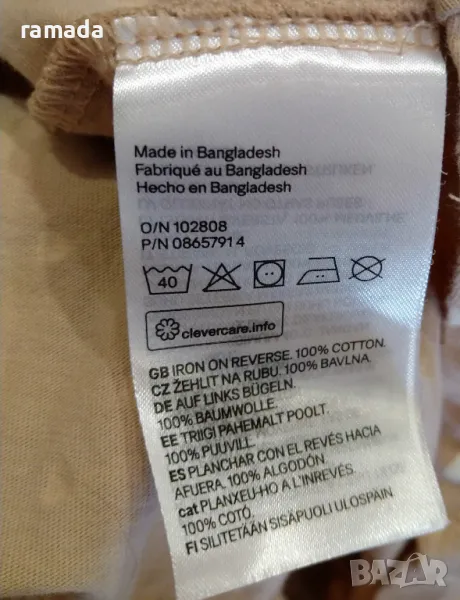 ramada
Made in Bangladesh
Fabriqué au Bangladesh
Hecho en Bangladesh
O/N 102808
P/N 0865791 4
40
clevercare.info
GB IRON ON REVERSE. 100% COTTON.
CZ ŽEHLIT NA RUBU. 100% BAVLNA.
DE AUF LINKS BÜGELN.
100% BAUMWOLLE.
EE TRIIGI PAHEMALT POOLT.
100% PUUVILL.
ES PLANCHAR CON EL REVÉS HACIA
AFUERA. 100% ALGODÓN.
cat PLANXEU-HO A L'INREVÉS.
100% COTÓ.
FI SILITETÄÄN SISÄPUOLI ULOSPAIN
BAZAR